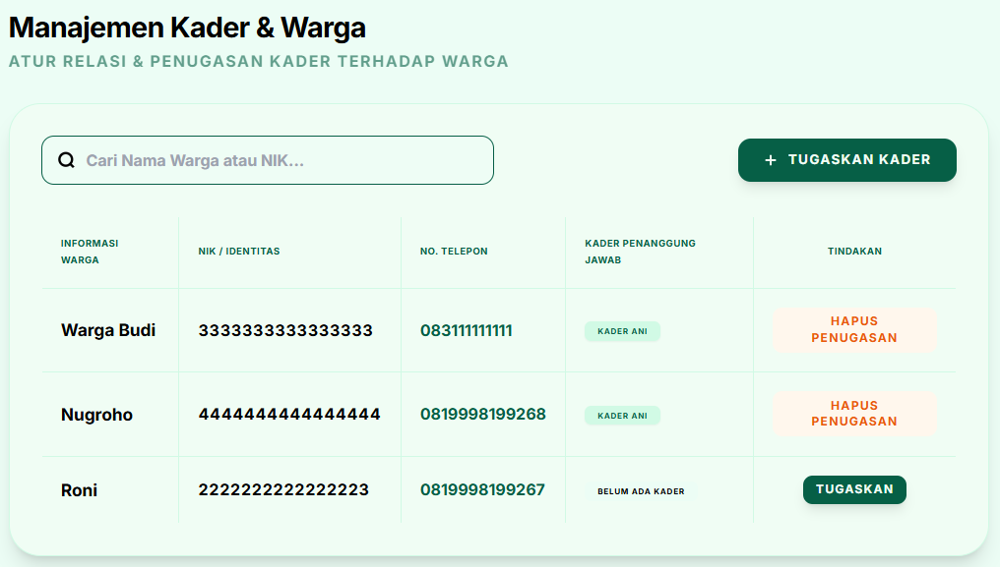 Manajemen Kader & Warga
ATUR RELASI & PENUGASAN KADER TERHADAP WARGA
Cari Nama Warga atau NIK...
+ TUGASKAN KADER
INFORMASI
WARGA
NIK / IDENTITAS
NO. TELEPON
KADER PENANGGUNG
JAWAB
TINDAKAN
Warga Budi
3333333333333333
083111111111
KADER ANI
HAPUS
PENUGASAN
Nugroho
4444444444444444
0819998199268
KADER ANI
HAPUS
PENUGASAN
Roni
2222222222222223
0819998199267
BELUM ADA KADER
TUGASKAN